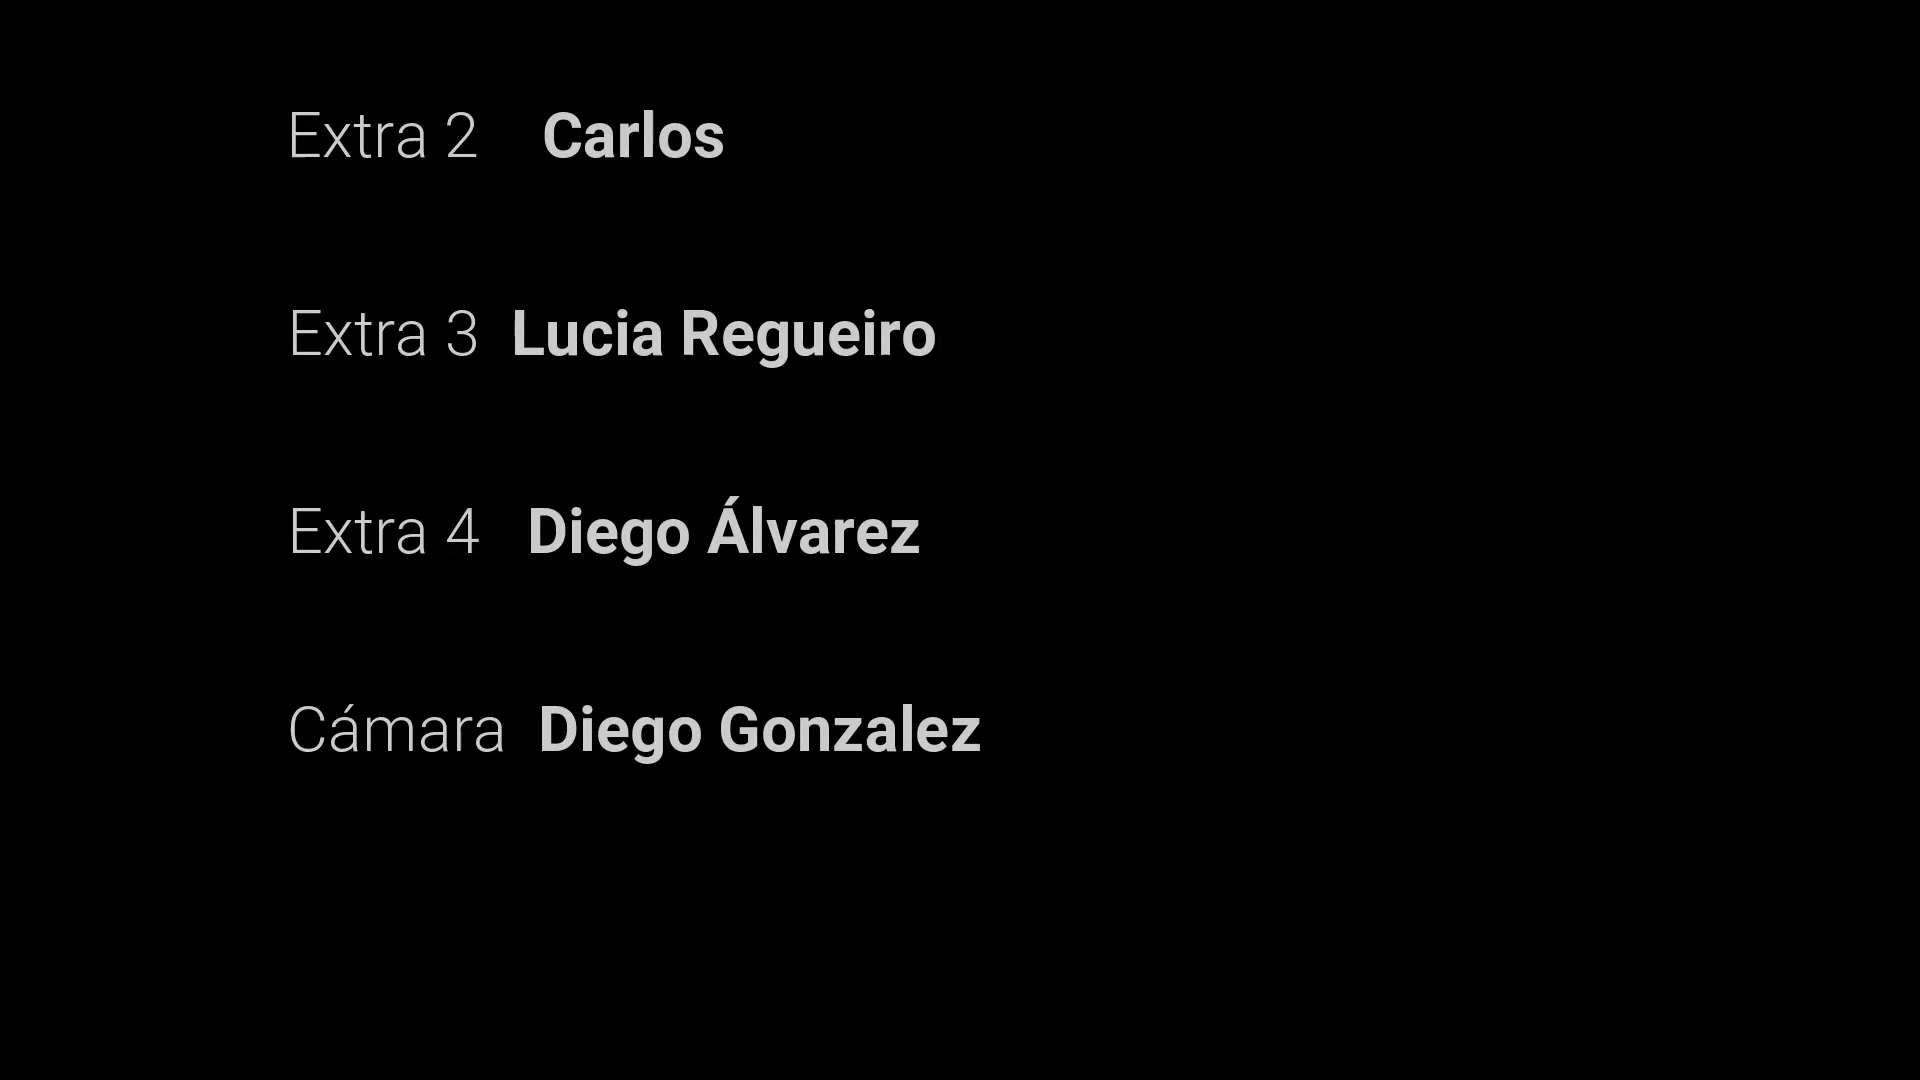 Extra 2 Carlos
Extra 3 Lucia Regueiro
Extra 4 Diego Álvarez
Cámara Diego Gonzalez